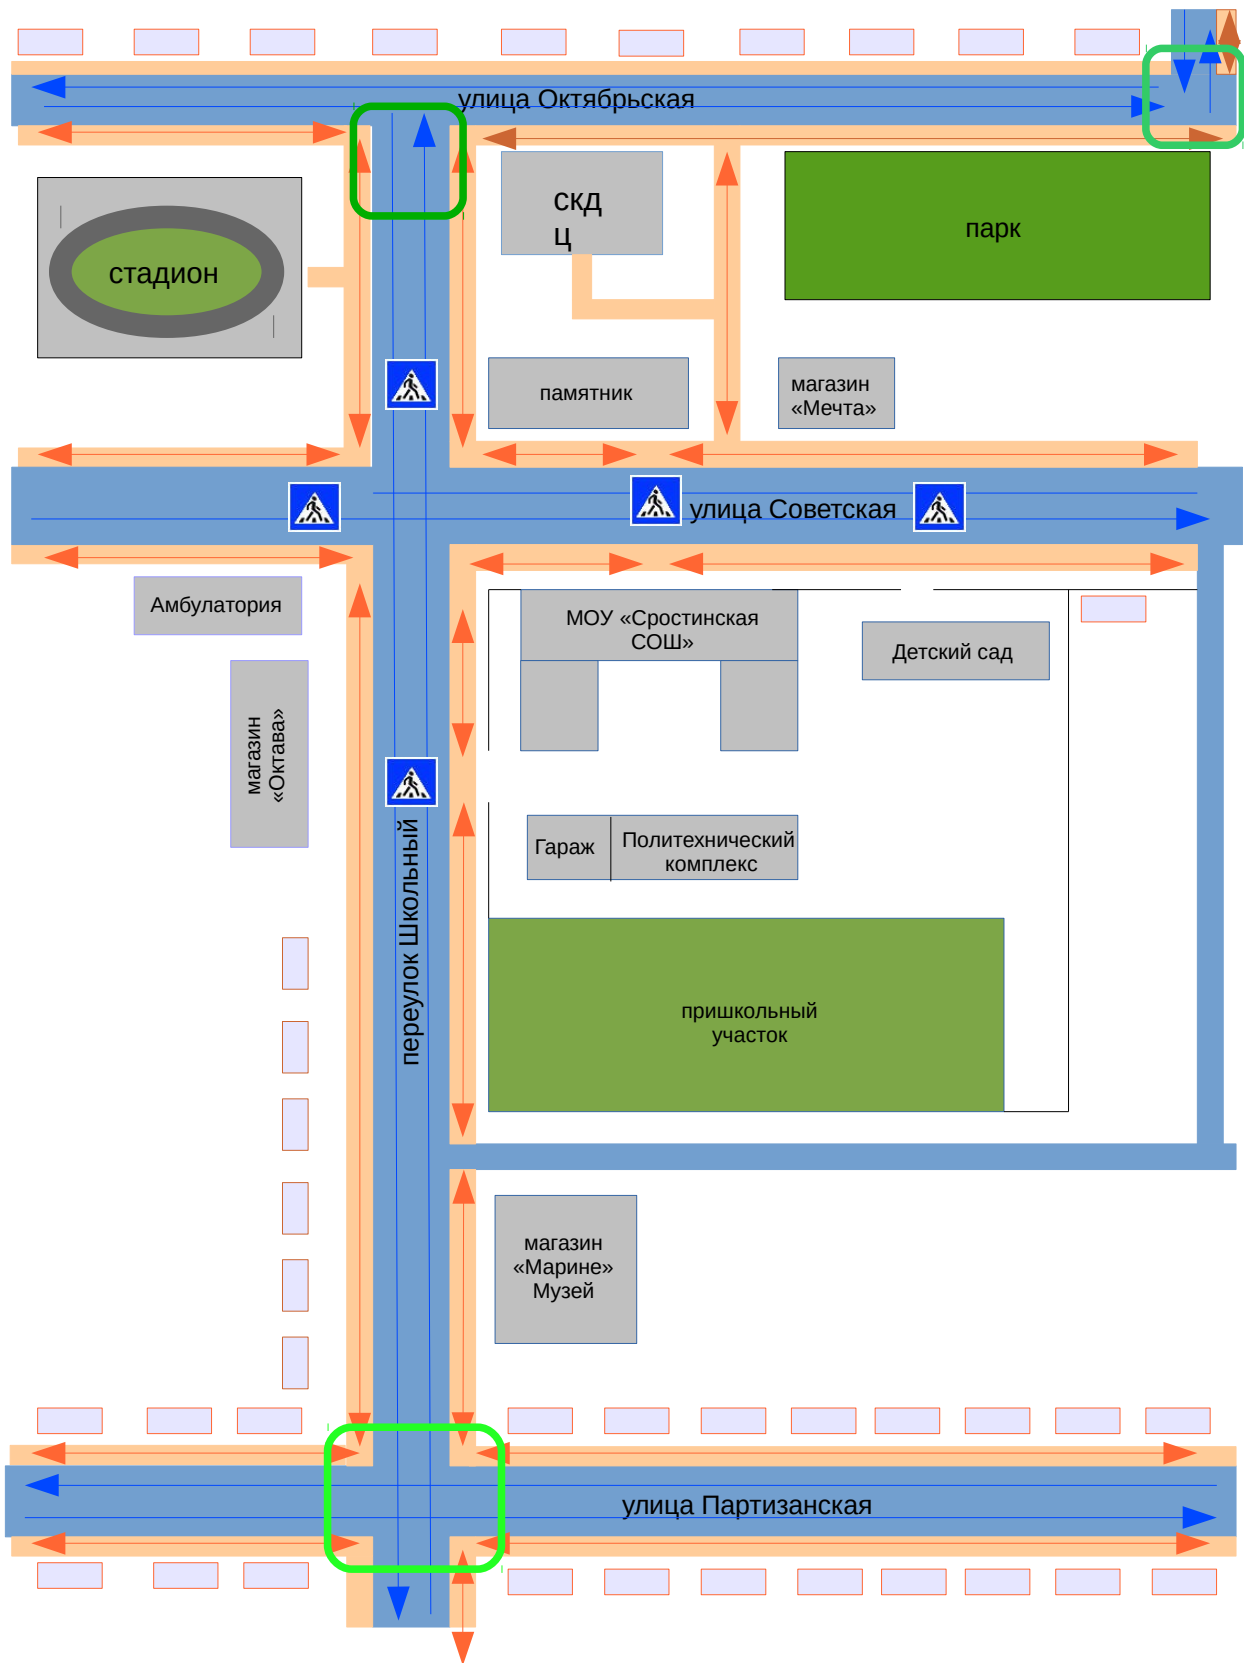 улица Октябрьская
скд
ц
парк
стадион
памятник
магазин
«Мечта»
улица Советская
Амбулатория
МОУ «Сростинская
СОШ»
Детский сад
магазин
«Октава»
Гараж
Политехнический
комплекс
переулок Школьный
пришкольный
участок
магазин
«Марине»
Музей
улица Партизанская